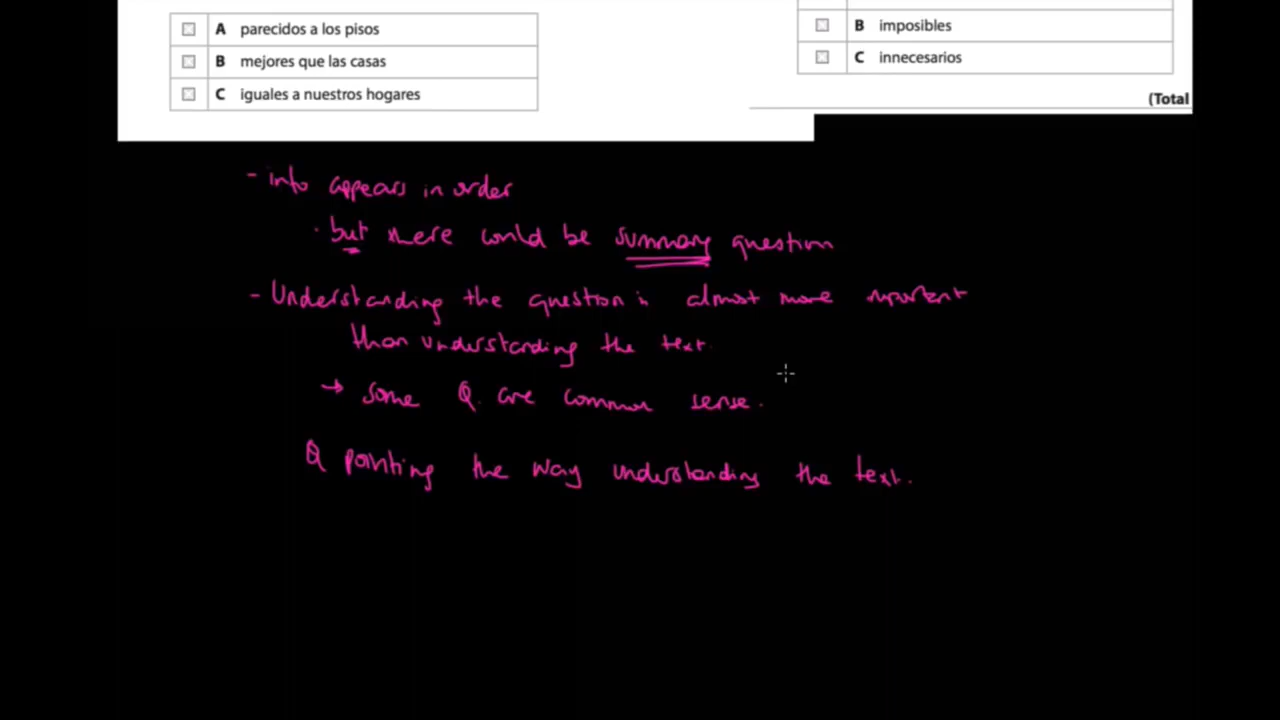 A parecidos a los pisos
B mejores que las casas
C iguales a nuestros hogares
B imposibles
C innecesarios
(Total
- info appears in order
· but there could be summary question
- Understanding the question is almost more important
than understanding the text.
→ some Q. are common sense.
Q pointing the way understanding the text.